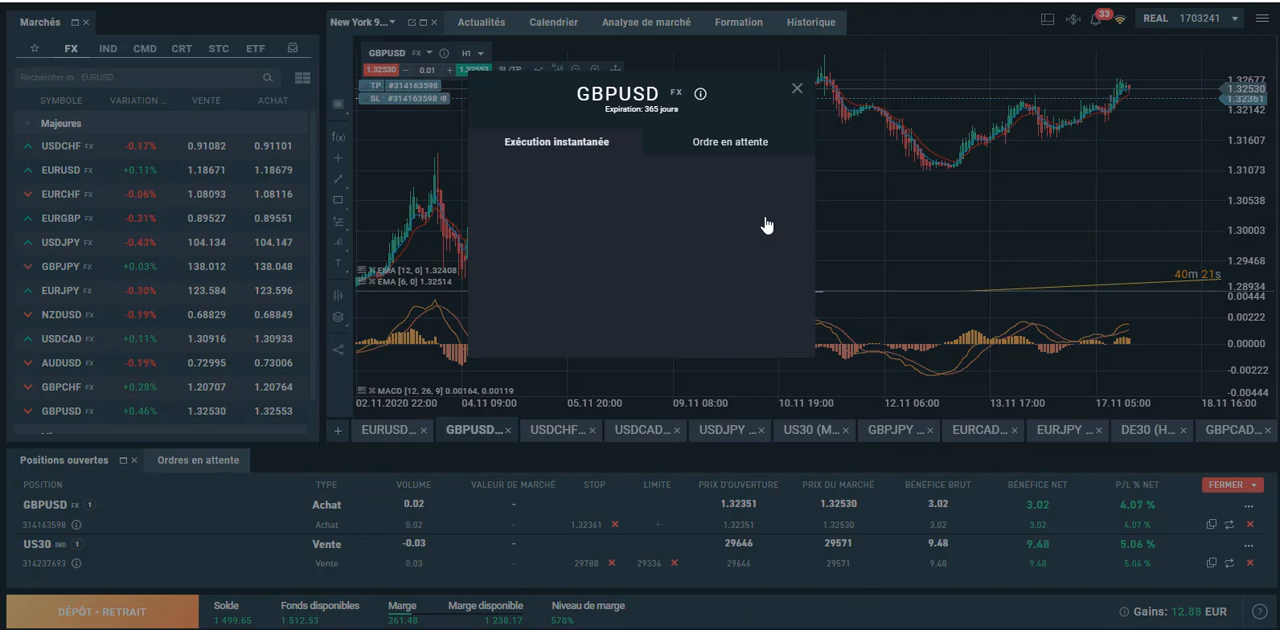 Marchés
New York 9...
Actualités
Calendrier
Analyse de marché
Formation
Historique
33
REAL 1703241
FX IND CMD CRT STC ETF
Rechercher ex : EURUSD
SYMBOLE VARIATION ... VENTE ACHAT
Majeures
USDCHF FX -0.17% 0.91082 0.91101
EURUSD FX +0.11% 1.18671 1.18679
EURCHF FX -0.06% 1.08093 1.08116
EURGBP FX -0.31% 0.89527 0.89551
USDJPY FX -0.43% 104.134 104.147
GBPJPY FX +0.03% 138.012 138.048
EURJPY FX -0.30% 123.584 123.596
NZDUSD FX -0.19% 0.68829 0.68849
USDCAD FX +0.11% 1.30916 1.30933
AUDUSD FX -0.19% 0.72995 0.73006
GBPCHF FX +0.28% 1.20707 1.20764
GBPUSD FX +0.46% 1.32530 1.32553
GBPUSD FX H1
1.32530 0.01 1.32553 SL/TP
TP #314163598
SL #314163598
f(x)
T
GBPUSD FX
Expiration: 365 jours
Exécution instantanée
Ordre en attente
EMA [12, 0] 1.32408
EMA [6, 0] 1.32514
40m 21s
MACD [12, 26, 9] 0.00164, 0.00119
1.32677
1.32530
1.32361
1.32142
1.31607
1.31073
1.30538
1.30003
1.29468
1.28934
0.00444
0.00222
0.00000
-0.00222
-0.00444
02.11.2020 22:00 04.11 09:00 05.11 20:00 09.11 08:00 10.11 19:00 12.11 06:00 13.11 17:00 17.11 05:00 18.11 16:00
EURUSD... GBPUSD... USDCHF... USDCAD... USDJPY ... US30 (M... GBPJPY ... EURCAD... EURJPY ... DE30 (H... GBPCAD...
Positions ouvertes
Ordres en attente
POSITION TYPE VOLUME VALEUR DE MARCHÉ STOP LIMITE PRIX D'OUVERTURE PRIX DU MARCHÉ BÉNÉFICE BRUT BÉNÉFICE NET P/L % NET FERMER
GBPUSD FX 1 Achat 0.02 - 1.32351 1.32530 3.02 3.02 4.07 % ...
314163598 Achat 0.02 - 1.32361 1.32351 1.32530 3.02 3.02 4.07 %
US30 IND 1 Vente -0.03 - 29646 29571 9.48 9.48 5.06 % ...
314237693 Vente 0.03 - 29788 29336 29646 29571 9.48 9.48 5.06 %
DÉPÔT • RETRAIT
Solde Fonds disponibles Marge Marge disponible Niveau de marge
1 499.65 1 512.53 261.48 1 238.17 578%
Gains: 12.88 EUR